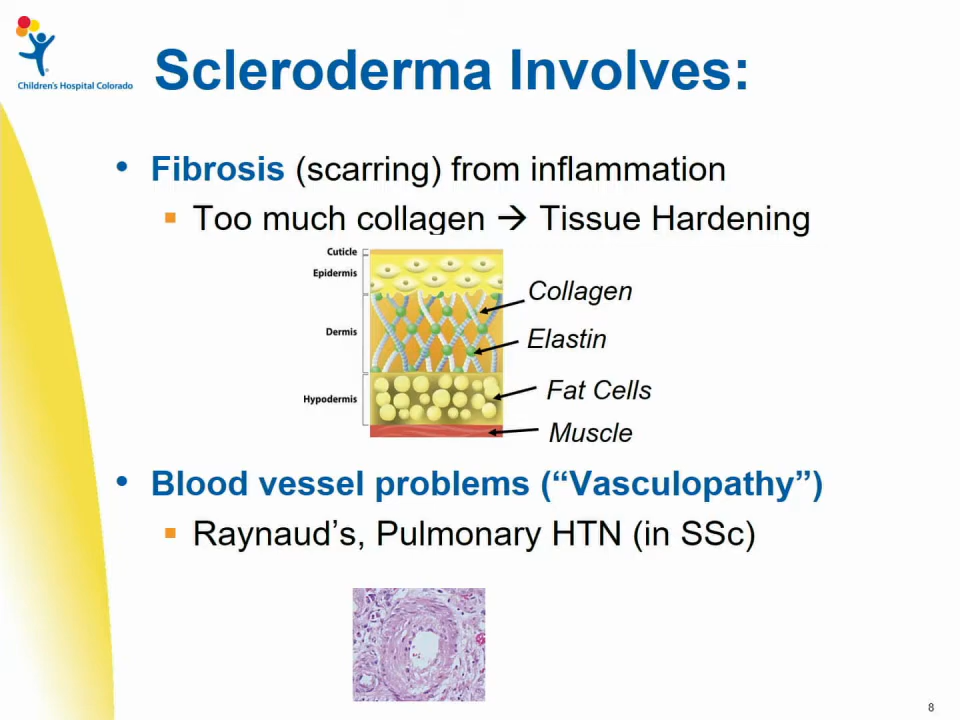 Children's Hospital Colorado
Scleroderma Involves:
• Fibrosis (scarring) from inflammation
▪ Too much collagen → Tissue Hardening
Cuticle
Epidermis
Collagen
Dermis
Elastin
Fat Cells
Hypodermis
Muscle
• Blood vessel problems (“Vasculopathy”)
▪ Raynaud’s, Pulmonary HTN (in SSc)
8